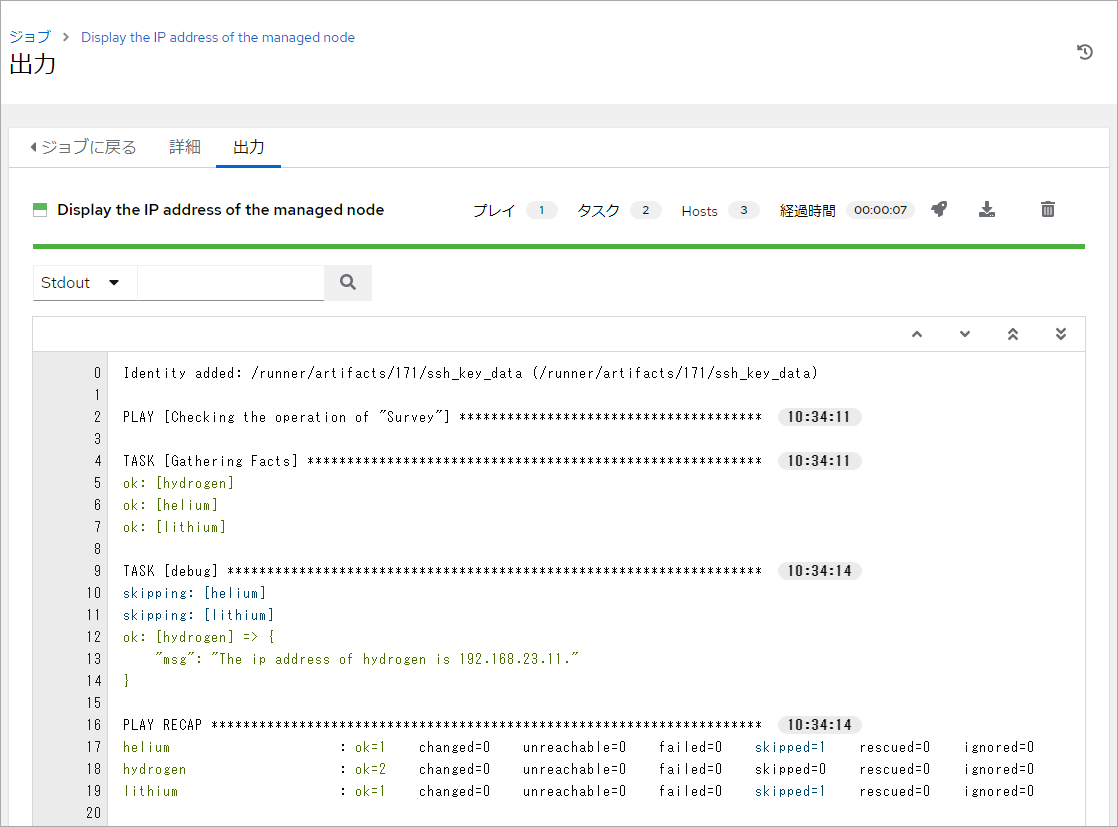 ジョブ Display the IP address of the managed node
出力
ジョブに戻る 詳細 出力
Display the IP address of the managed node プレイ 1 タスク 2 Hosts 3 経過時間 00:00:07
Stdout
0 Identity added: /runner/artifacts/171/ssh_key_data (/runner/artifacts/171/ssh_key_data)
1
2 PLAY [Checking the operation of "Survey"] ************************************** 10:34:11
3
4 TASK [Gathering Facts] ********************************************************* 10:34:11
5 ok: [hydrogen]
6 ok: [helium]
7 ok: [lithium]
8
9 TASK [debug] ******************************************************************* 10:34:14
10 skipping: [helium]
11 skipping: [lithium]
12 ok: [hydrogen] => {
13 "msg": "The ip address of hydrogen is 192.168.23.11."
14 }
15
16 PLAY RECAP ********************************************************************* 10:34:14
17 helium : ok=1 changed=0 unreachable=0 failed=0 skipped=1 rescued=0 ignored=0
18 hydrogen : ok=2 changed=0 unreachable=0 failed=0 skipped=0 rescued=0 ignored=0
19 lithium : ok=1 changed=0 unreachable=0 failed=0 skipped=1 rescued=0 ignored=0
20